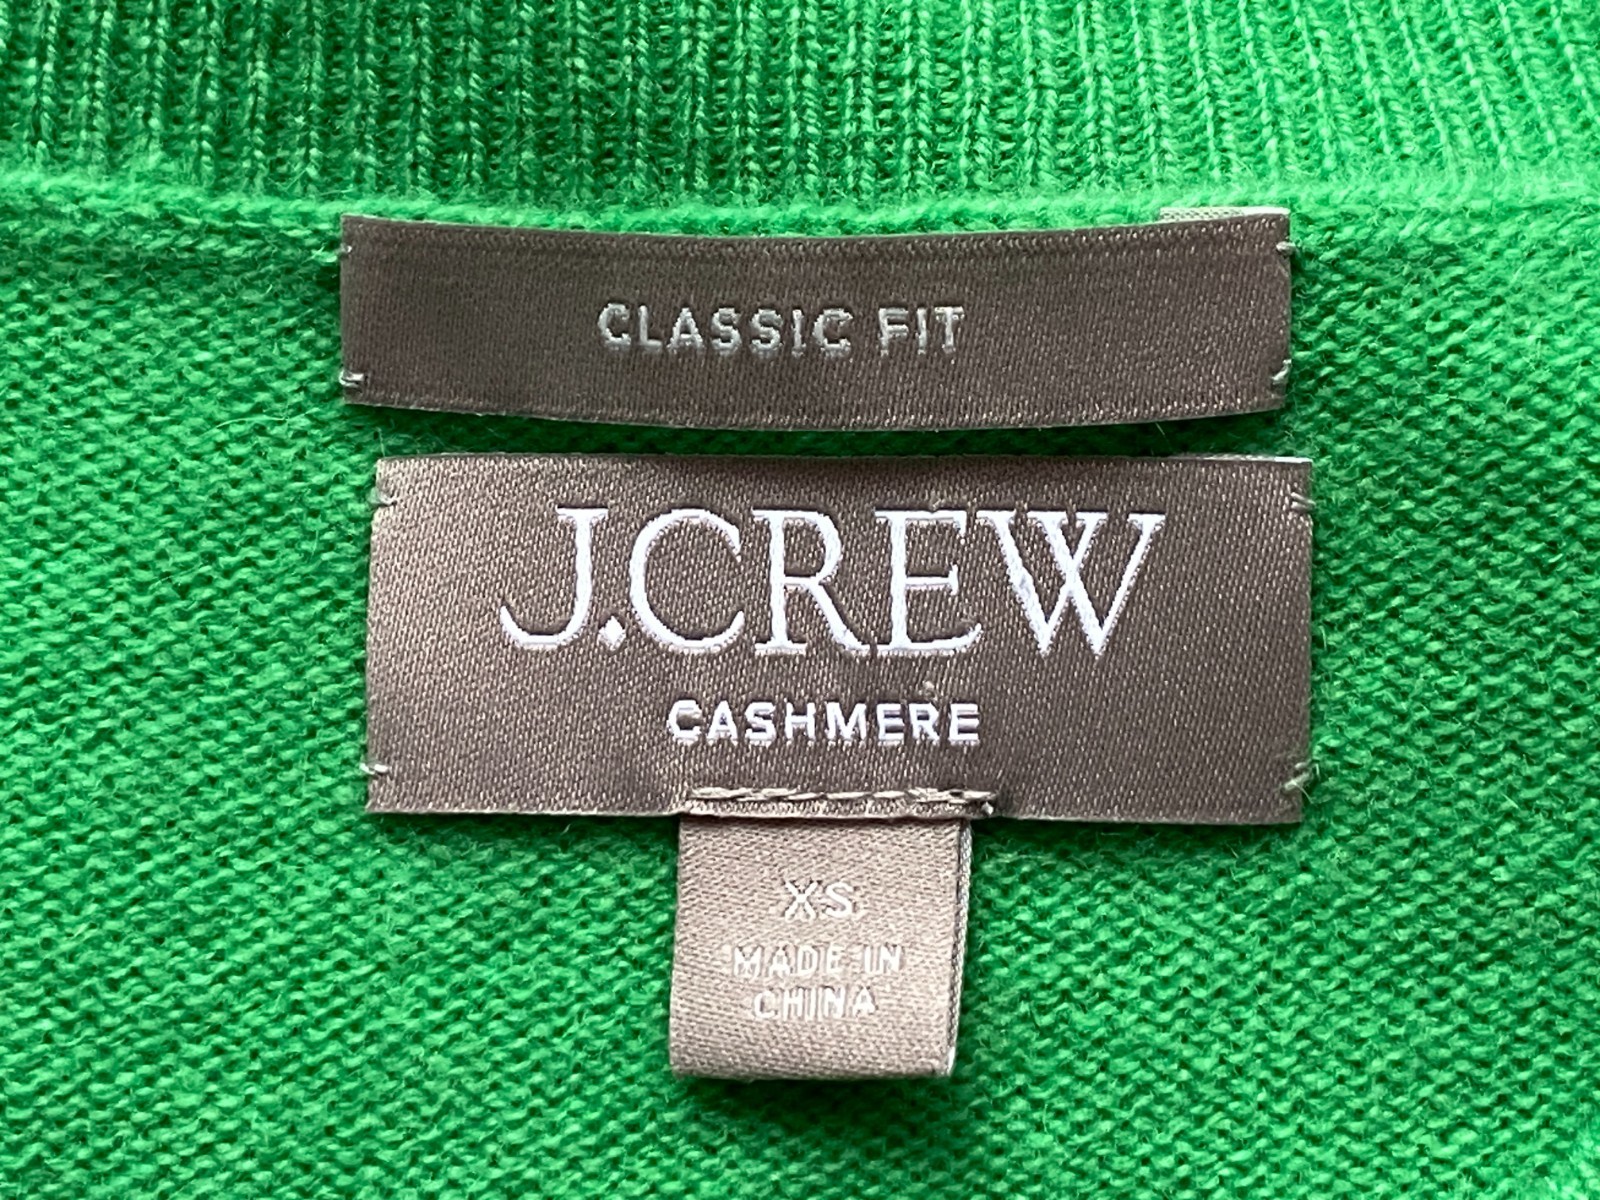 CLASSIC FIT
J.CREW
CASHMERE
XS
MADE IN
CHINA